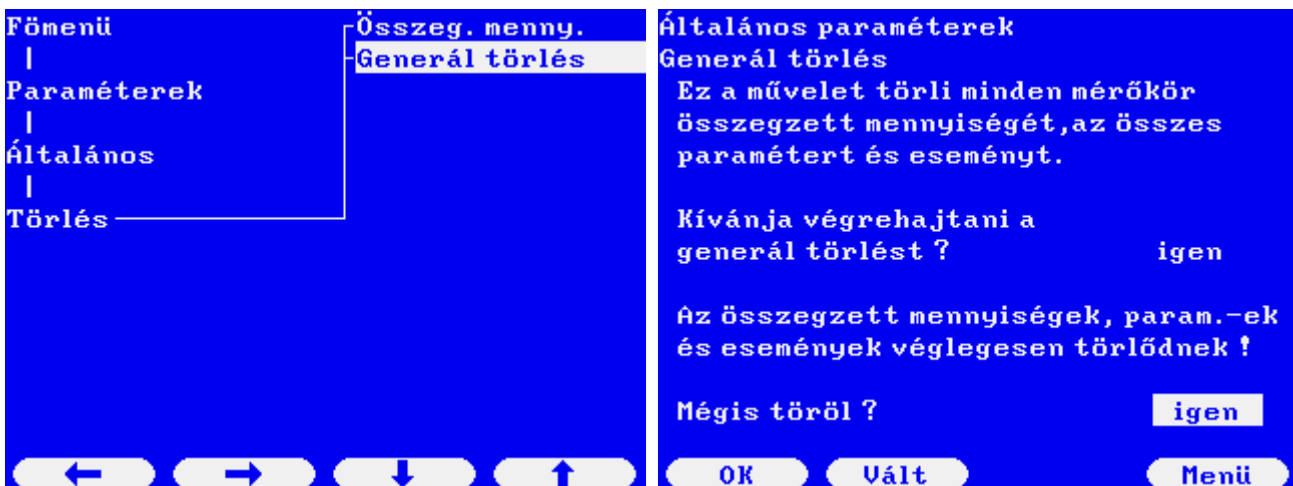 Főmenü
Paraméterek
Általános
Törlés
Összeg. menny.
Generál törlés
Általános paraméterek
Generál törlés
Ez a művelet törli minden mérőkör
összegzett mennyiségét,az összes
paramétert és eseményt.
Kívánja végrehajtani a
generál törlést ? igen
Az összegzett mennyiségek, param.-ek
és események véglegesen törlődnek !
Mégis töröl ? igen
OK Vált Menü